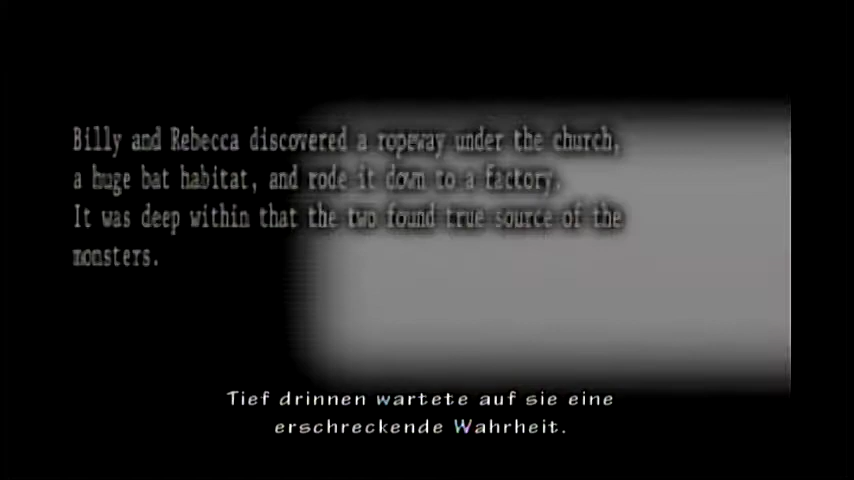 Billy and Rebecca discovered a ropeway under the church,
a huge bat habitat, and rode it down to a factory.
It was deep within that the two found true source of the
monsters.
Tief drinnen wartete auf sie eine
erschreckende Wahrheit.